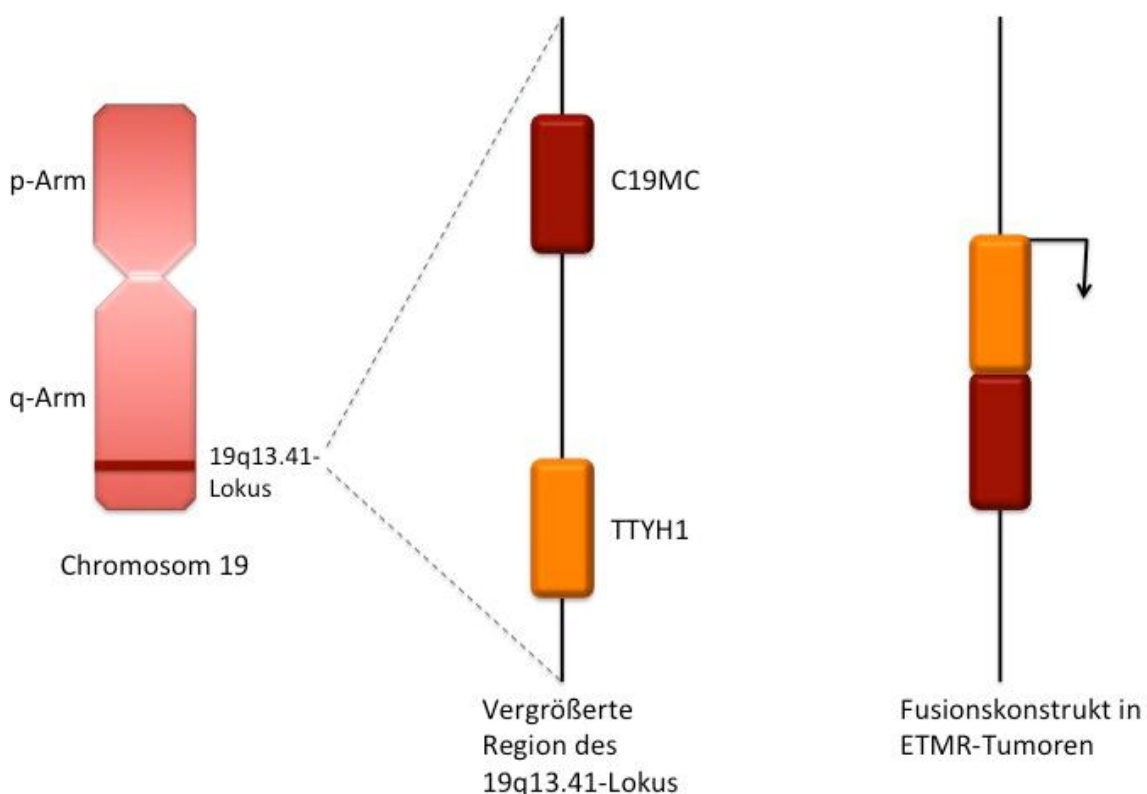 p-Arm
q-Arm
19q13.41-
Lokus
Chromosom 19
C19MC
TTYH1
Vergrößerte
Region des
19q13.41-Lokus
Fusionskonstrukt in
ETMR-Tumoren